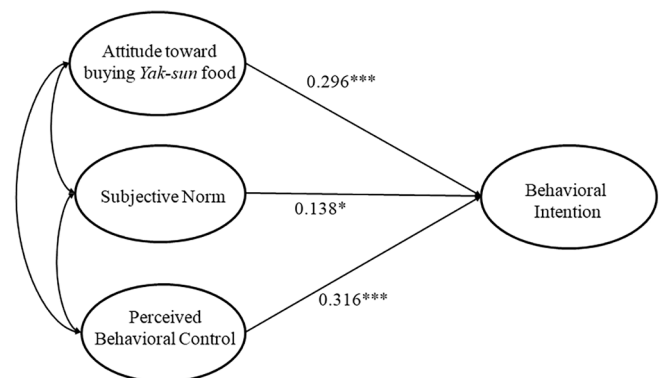 Attitude toward
buying Yak-sun food
0.296***
Subjective Norm
0.138*
Behavioral
Intention
Perceived
Behavioral Control
0.316***